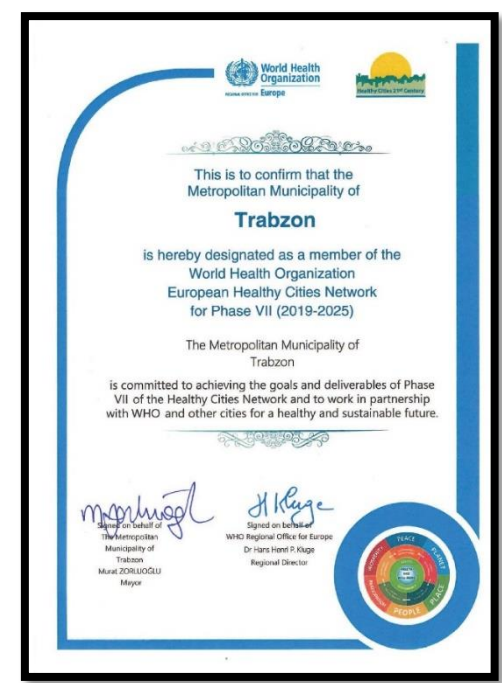 World Health
Organization
REGIONAL OFFICE FOR Europe
Healthy Cities 21st Century
This is to confirm that the
Metropolitan Municipality of
Trabzon
is hereby designated as a member of the
World Health Organization
European Healthy Cities Network
for Phase VII (2019-2025)
The Metropolitan Municipality of
Trabzon
is committed to achieving the goals and deliverables of Phase
VII of the Healthy Cities Network and to work in partnership
with WHO and other cities for a healthy and sustainable future.
H Kluge
Signed on behalf of
The Metropolitan
Municipality of
Trabzon
Murat ZORLUOĞLU
Mayor
Signed on behalf of
WHO Regional Office for Europe
Dr Hans Henri P. Kluge
Regional Director
PEACE
PLANET
PLACE
PEOPLE